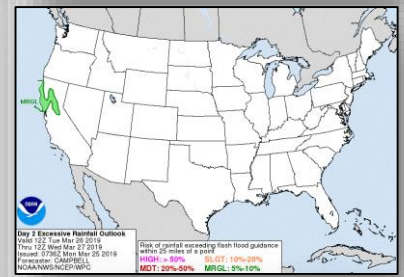 MRGL
noaa
Day 2 Excessive Rainfall Outlook
Valid 12Z Tue Mar 26 2019
Thru 12Z Wed Mar 27 2019
Issued: 0736Z Mon Mar 25 2019
Forecaster: CAMPBELL
NOAA/NWS/NCEP/WPC
Risk of rainfall exceeding flash flood guidance
within 25 miles of a point
HIGH: > 50% SLGT: 10%-20%
MDT: 20%-50% MRGL: 5%-10%